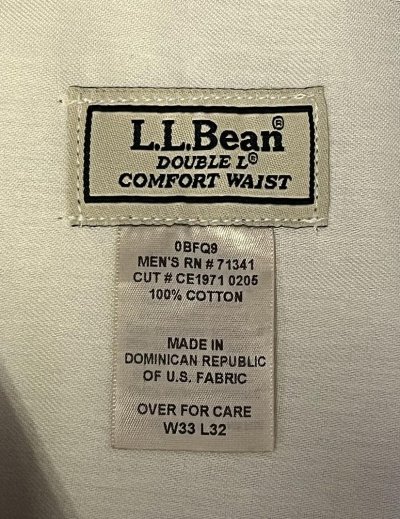 L.L.Bean®
DOUBLE L®
COMFORT WAIST
0BFQ9
MEN'S RN # 71341
CUT # CE1971 0205
100% COTTON
MADE IN
DOMINICAN REPUBLIC
OF U.S. FABRIC
OVER FOR CARE
W33 L32